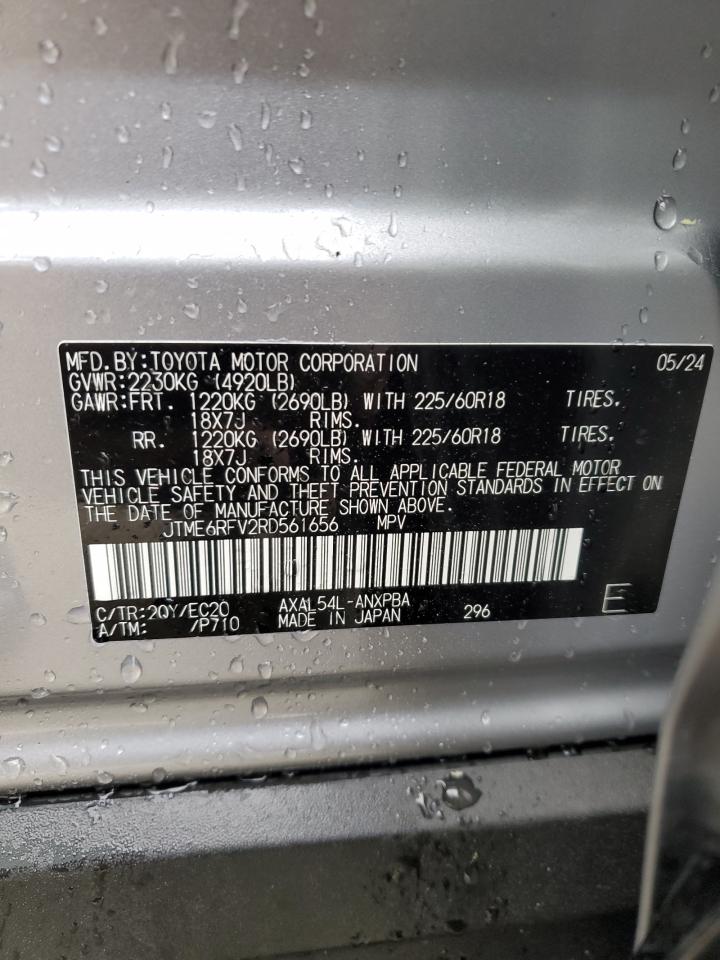 MFD.BY:TOYOTA MOTOR CORPORATION 05/24
GVWR:2230KG (4920LB)
GAWR:FRT. 1220KG (2690LB) WITH 225/60R18 TIRES.
18X7J RIMS.
RR. 1220KG (2690LB) WITH 225/60R18 TIRES.
18X7J RIMS.
THIS VEHICLE CONFORMS TO ALL APPLICABLE FEDERAL MOTOR
VEHICLE SAFETY AND THEFT PREVENTION STANDARDS IN EFFECT ON
THE DATE OF MANUFACTURE SHOWN ABOVE.
JTME6RFV2RD561656 MPV
C/TR:2QY/EC20 AXAL54L-ANXPBA
A/TM: /P710 MADE IN JAPAN 296 E